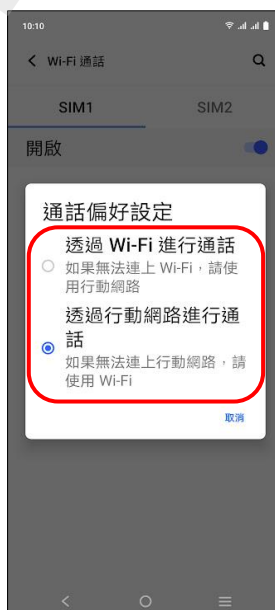 10:10
Wi-Fi 通話
SIM1 SIM2
開啟
通話偏好設定
透過 Wi-Fi 進行通話
如果無法連上 Wi-Fi，請使
用行動網路
透過行動網路進行通
話
如果無法連上行動網路，請
使用 Wi-Fi
取消